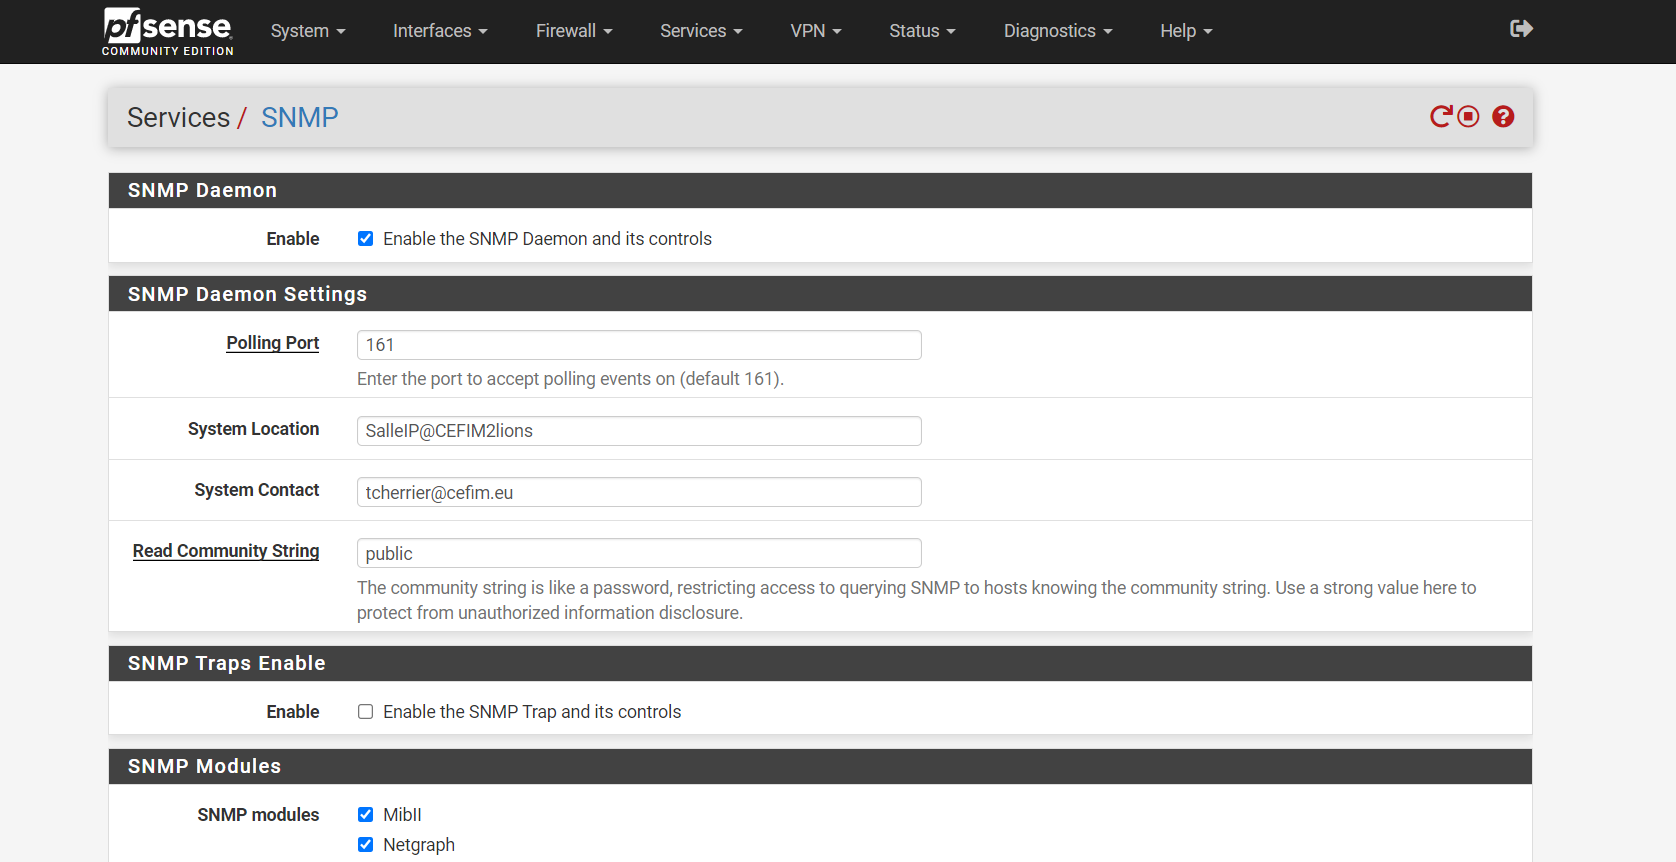 pfsense
COMMUNITY EDITION
System
Interfaces
Firewall
Services
VPN
Status
Diagnostics
Help
Services / SNMP
SNMP Daemon
Enable
Enable the SNMP Daemon and its controls
SNMP Daemon Settings
Polling Port
161
Enter the port to accept polling events on (default 161).
System Location
SalleIP@CEFIM2lions
System Contact
tcherrier@cefim.eu
Read Community String
public
The community string is like a password, restricting access to querying SNMP to hosts knowing the community string. Use a strong value here to
protect from unauthorized information disclosure.
SNMP Traps Enable
Enable
Enable the SNMP Trap and its controls
SNMP Modules
SNMP modules
MibII
Netgraph